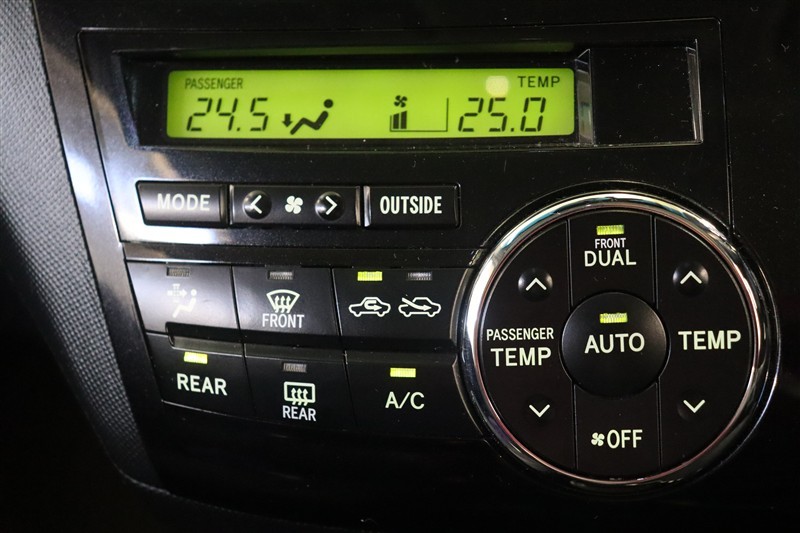 PASSENGER
TEMP
24.5
25.0
MODE
OUTSIDE
FRONT
DUAL
FRONT
PASSENGER
TEMP
AUTO
TEMP
REAR
REAR
A/C
OFF